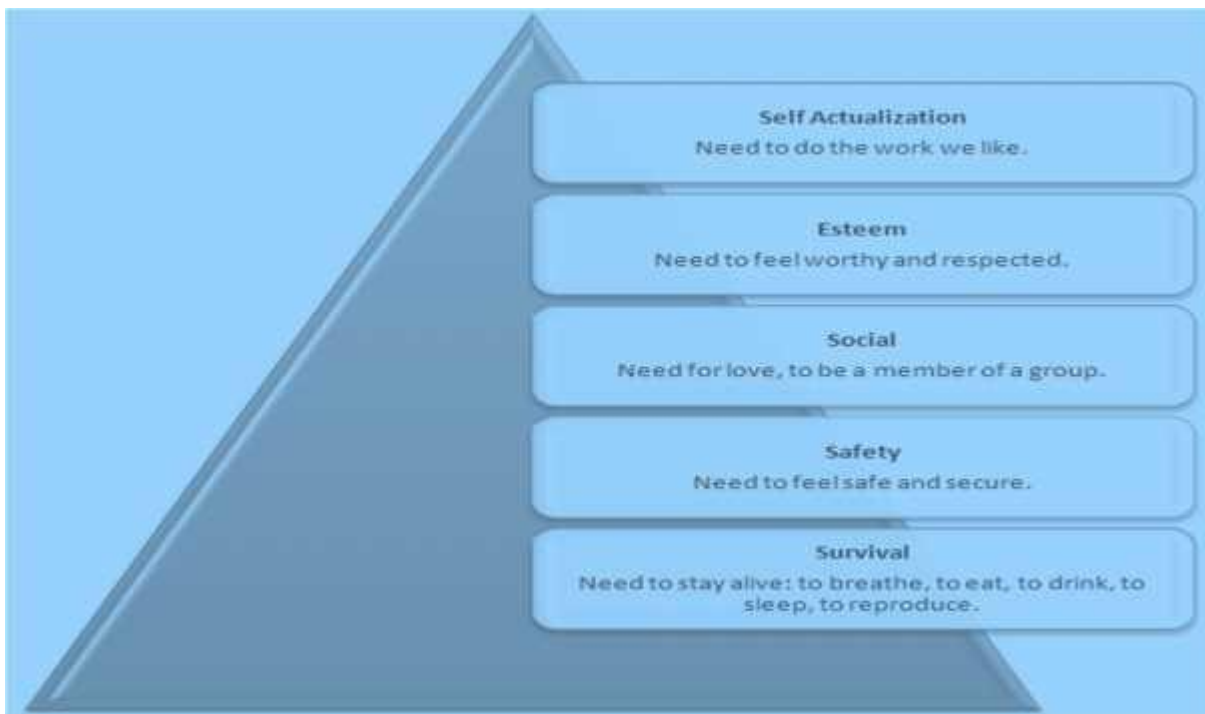 Self Actualization
Need to do the work we like.
Esteem
Need to feel worthy and respected.
Social
Need for love, to be a member of a group.
Safety
Need to feel safe and secure.
Survival
Need to stay alive: to breathe, to eat, to drink, to
sleep, to reproduce.